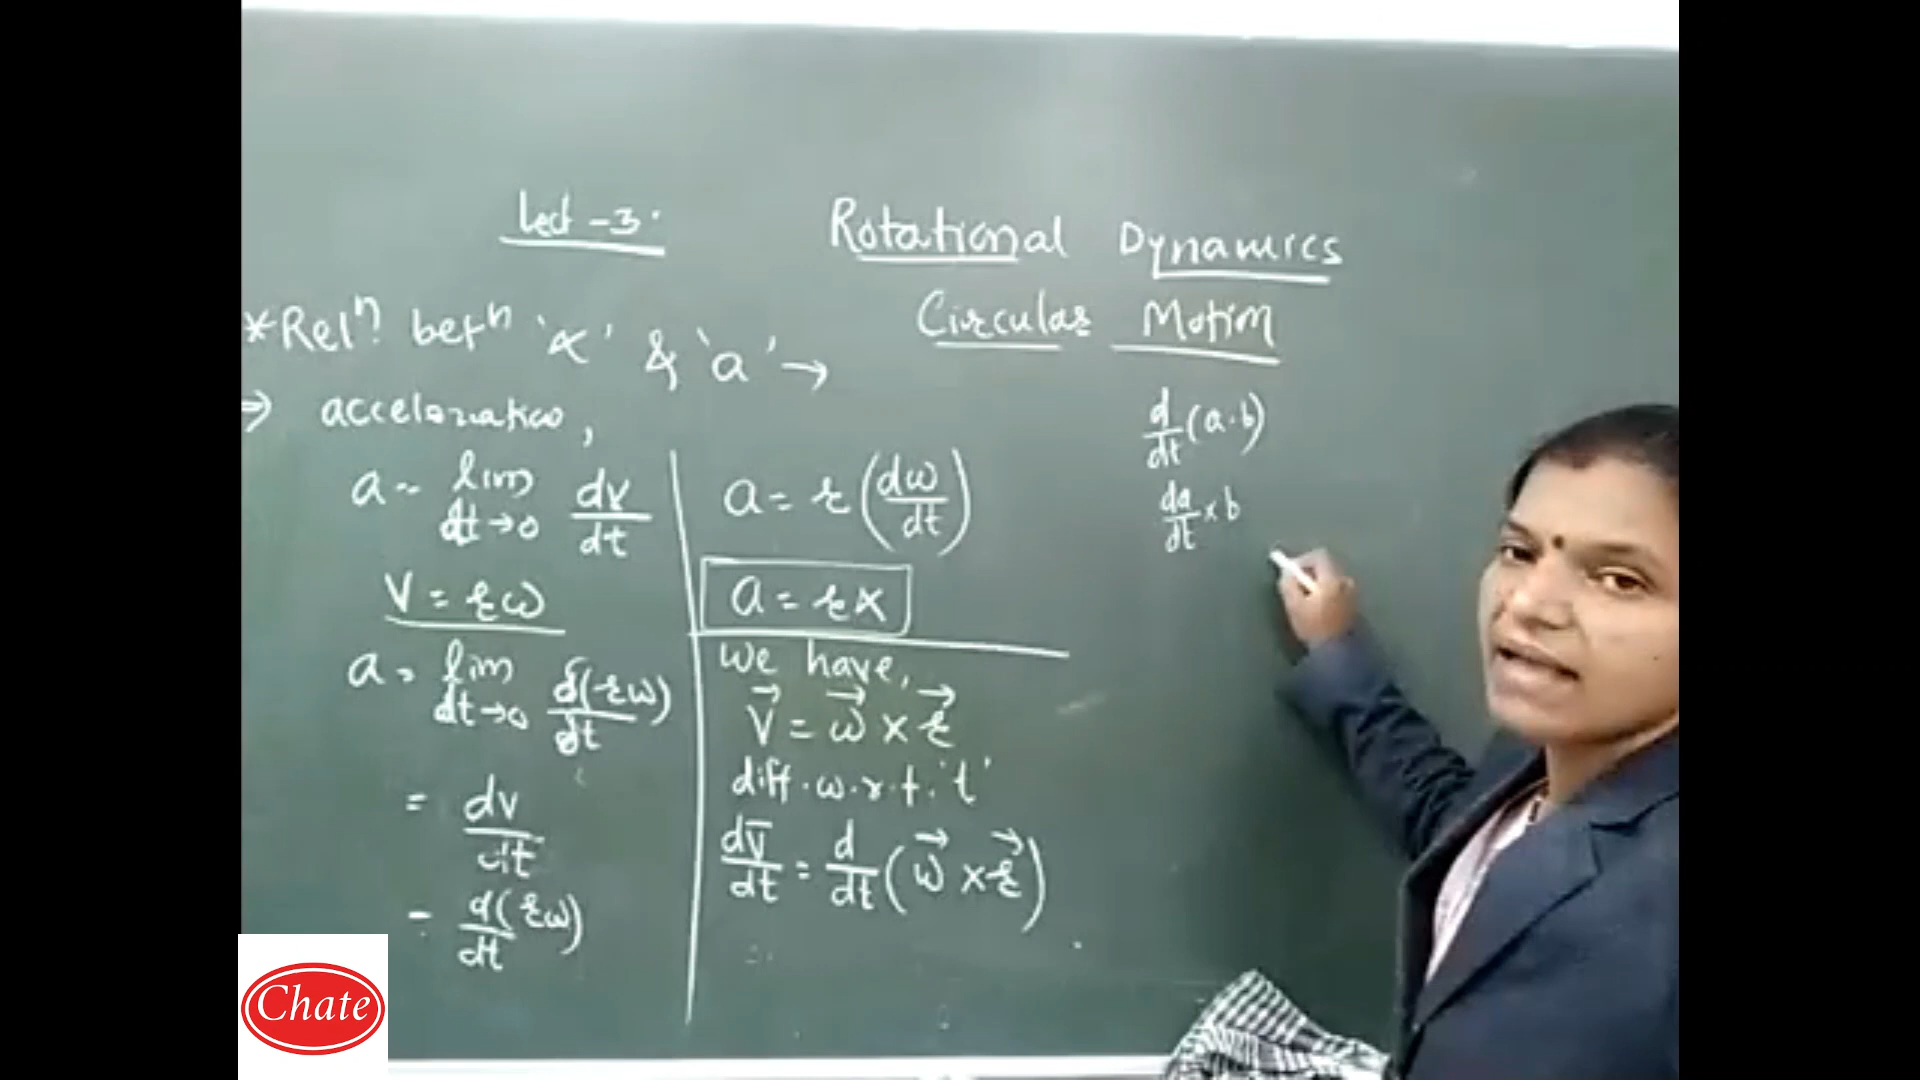 Lect -3.
Rotational Dynamics
Circular Motion
*Relⁿ. betⁿ 'α' & 'a' →
⇒ acceleration,
a = lim dt→0 dv/dt
V = rω
a = lim dt→0 d(rω)/dt
= dv/dt
= d/dt (rω)
a = r (dω/dt)
a = rα
We have,
V⃗ = ω⃗ × r⃗
diff. w.r.t. 't'
dv̅/dt = d/dt (ω⃗ × r⃗)
d/dt (a·b)
da/dt × b
Chate